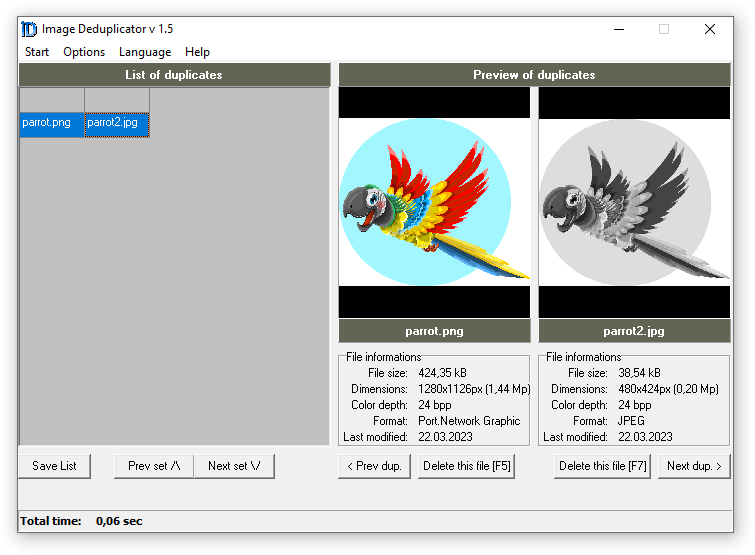 Image Deduplicator v 1.5
Start Options Language Help
List of duplicates
Preview of duplicates
parrot.png parrot2.jpg
parrot.png
parrot2.jpg
File informations
File size: 424,35 kB
Dimensions: 1280x1126px (1,44 Mp)
Color depth: 24 bpp
Format: Port.Network Graphic
Last modified: 22.03.2023
File informations
File size: 38,54 kB
Dimensions: 480x424px (0,20 Mp)
Color depth: 24 bpp
Format: JPEG
Last modified: 22.03.2023
Save List
Prev set /\
Next set \/
< Prev dup.
Delete this file [F5]
Delete this file [F7]
Next dup. >
Total time: 0,06 sec